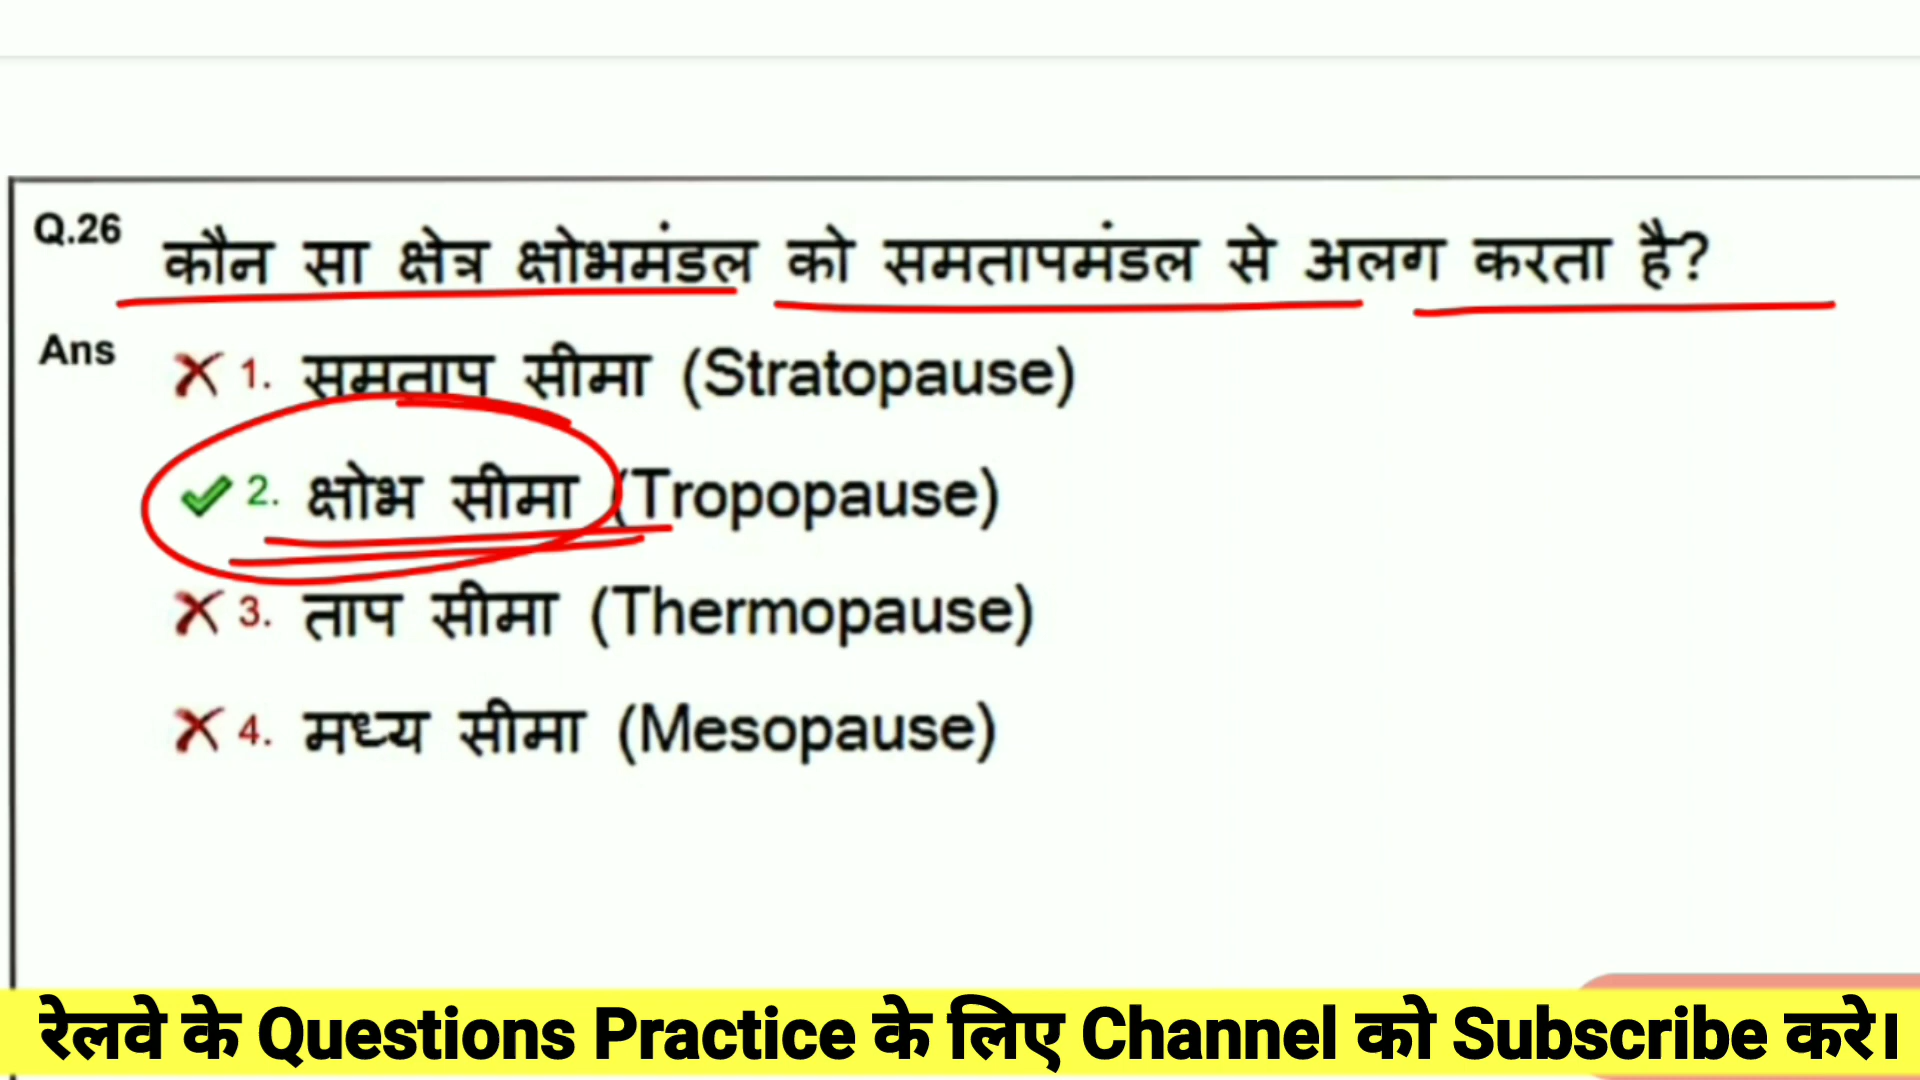 Q.26 कौन सा क्षेत्र क्षोभमंडल को समतापमंडल से अलग करता है?
Ans 1. समताप सीमा (Stratopause)
2. क्षोभ सीमा (Tropopause)
3. ताप सीमा (Thermopause)
4. मध्य सीमा (Mesopause)
रेलवे के Questions Practice के लिए Channel को Subscribe करे।